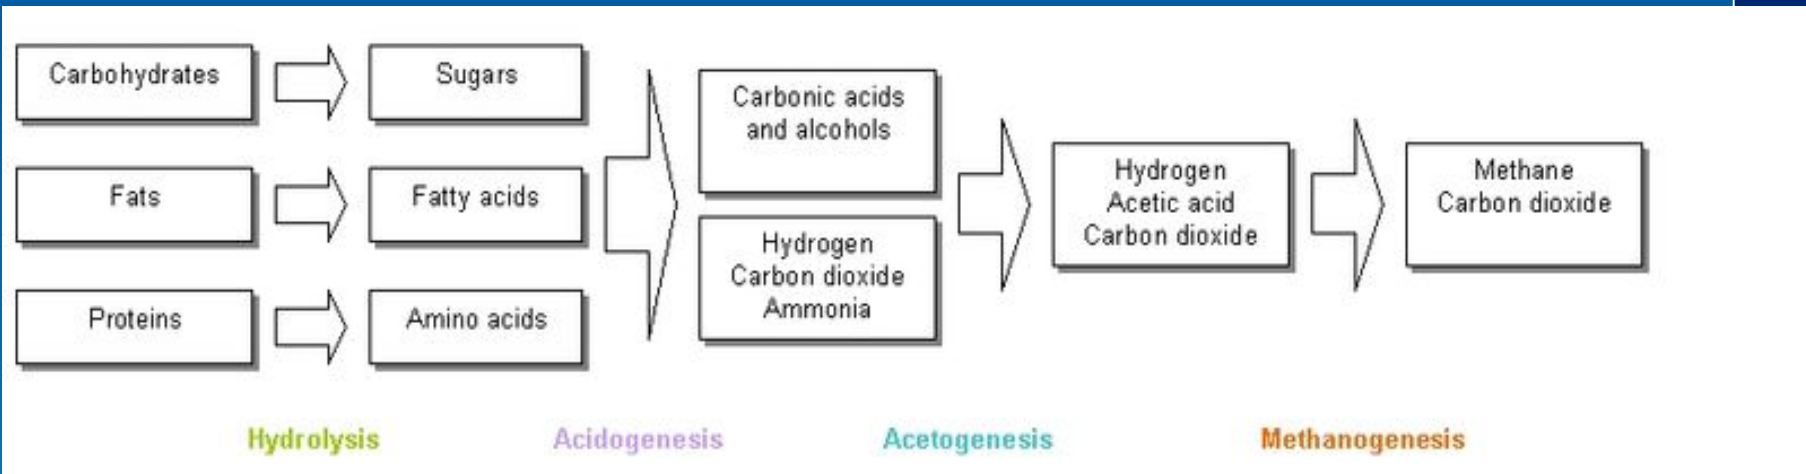 Carbohydrates
Sugars
Fats
Fatty acids
Proteins
Amino acids
Carbonic acids
and alcohols
Hydrogen
Carbon dioxide
Ammonia
Hydrogen
Acetic acid
Carbon dioxide
Methane
Carbon dioxide
Hydrolysis
Acidogenesis
Acetogenesis
Methanogenesis